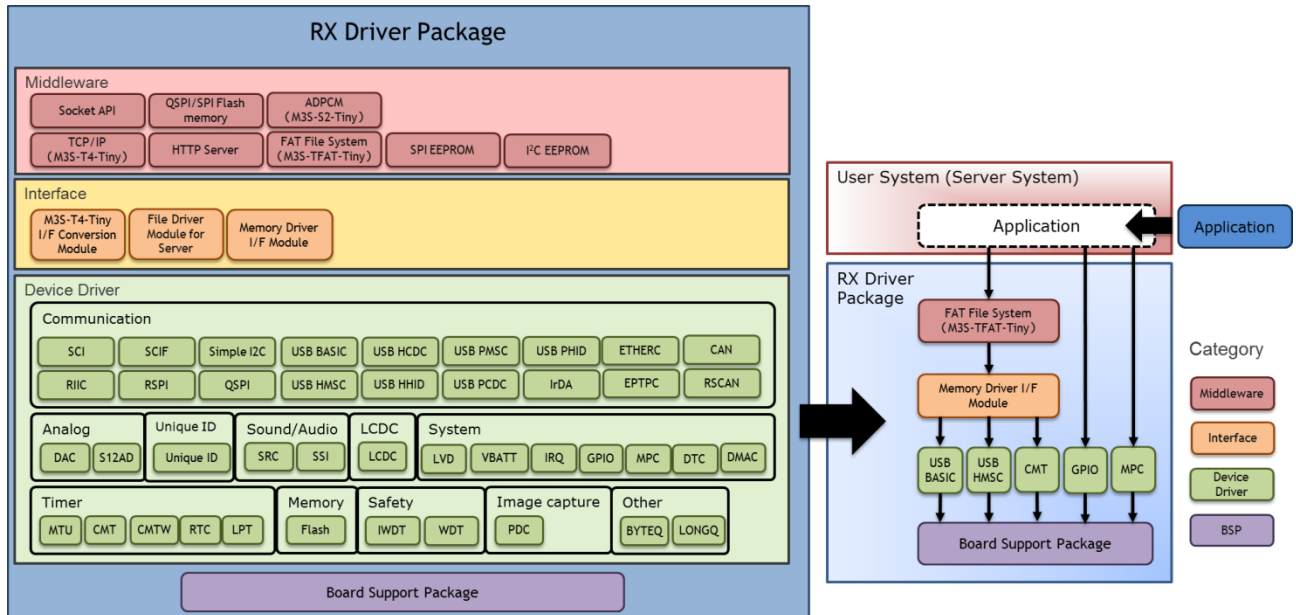 RX Driver Package
Middleware
Socket API
QSPI/SPI Flash
memory
ADPCM
(M3S-S2-Tiny)
TCP/IP
(M3S-T4-Tiny)
HTTP Server
FAT File System
(M3S-TFAT-Tiny)
SPI EEPROM
I²C EEPROM
Interface
M3S-T4-Tiny
I/F Conversion
Module
File Driver
Module for
Server
Memory Driver
I/F Module
Device Driver
Communication
SCI
SCIF
Simple I2C
USB BASIC
USB HCDC
USB PMSC
USB PHID
ETHERC
CAN
RIIC
RSPI
QSPI
USB HMSC
USB HHID
USB PCDC
IrDA
EPTPC
RSCAN
Analog
DAC
S12AD
Unique ID
Unique ID
Sound/Audio
SRC
SSI
LCDC
LCDC
System
LVD
VBATT
IRQ
GPIO
MPC
DTC
DMAC
Timer
MTU
CMT
CMTW
RTC
LPT
Memory
Flash
Safety
IWDT
WDT
Image capture
PDC
Other
BYTEQ
LONGQ
Board Support Package
User System (Server System)
Application
Application
RX Driver
Package
FAT File System
(M3S-TFAT-Tiny)
Memory Driver I/F
Module
USB
BASIC
USB
HMSC
CMT
GPIO
MPC
Board Support Package
Category
Middleware
Interface
Device
Driver
BSP